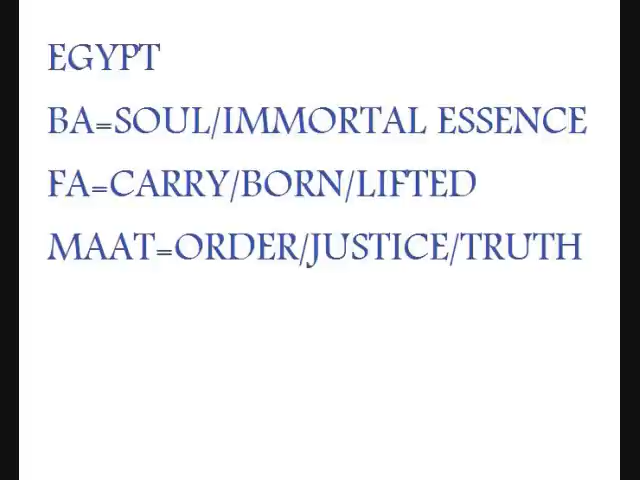 EGYPT
BA=SOUL/IMMORTAL ESSENCE
FA=CARRY/BORN/LIFTED
MAAT=ORDER/JUSTICE/TRUTH